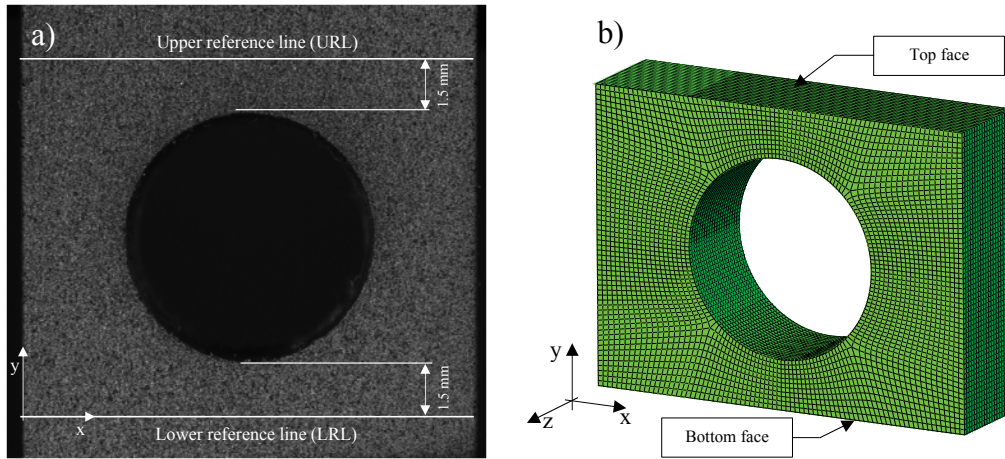 a)
Upper reference line (URL)
1.5 mm
1.5 mm
y
x
Lower reference line (LRL)
b)
Top face
y
z
x
Bottom face